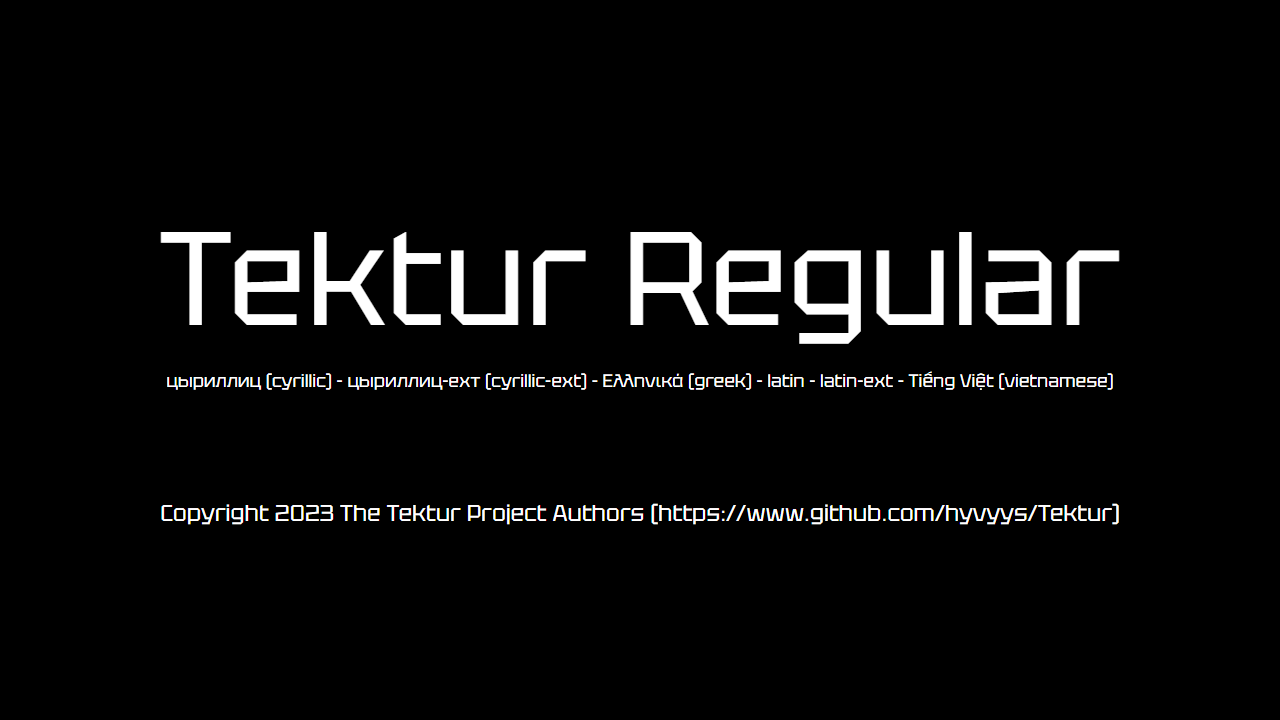 Tektur Regular
цыриллиц (cyrillic) - цыриллиц-ехт (cyrillic-ext) - Ελληνικά (greek) - latin - latin-ext - Tiếng Việt (vietnamese)
Copyright 2023 The Tektur Project Authors (https://www.github.com/hyvyys/Tektur)